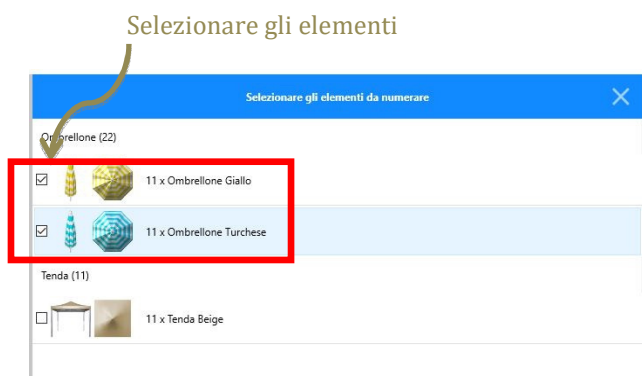 Selezionare gli elementi
Selezionare gli elementi da numerare
Ombrellone (22)
11 x Ombrellone Giallo
11 x Ombrellone Turchese
Tenda (11)
11 x Tenda Beige